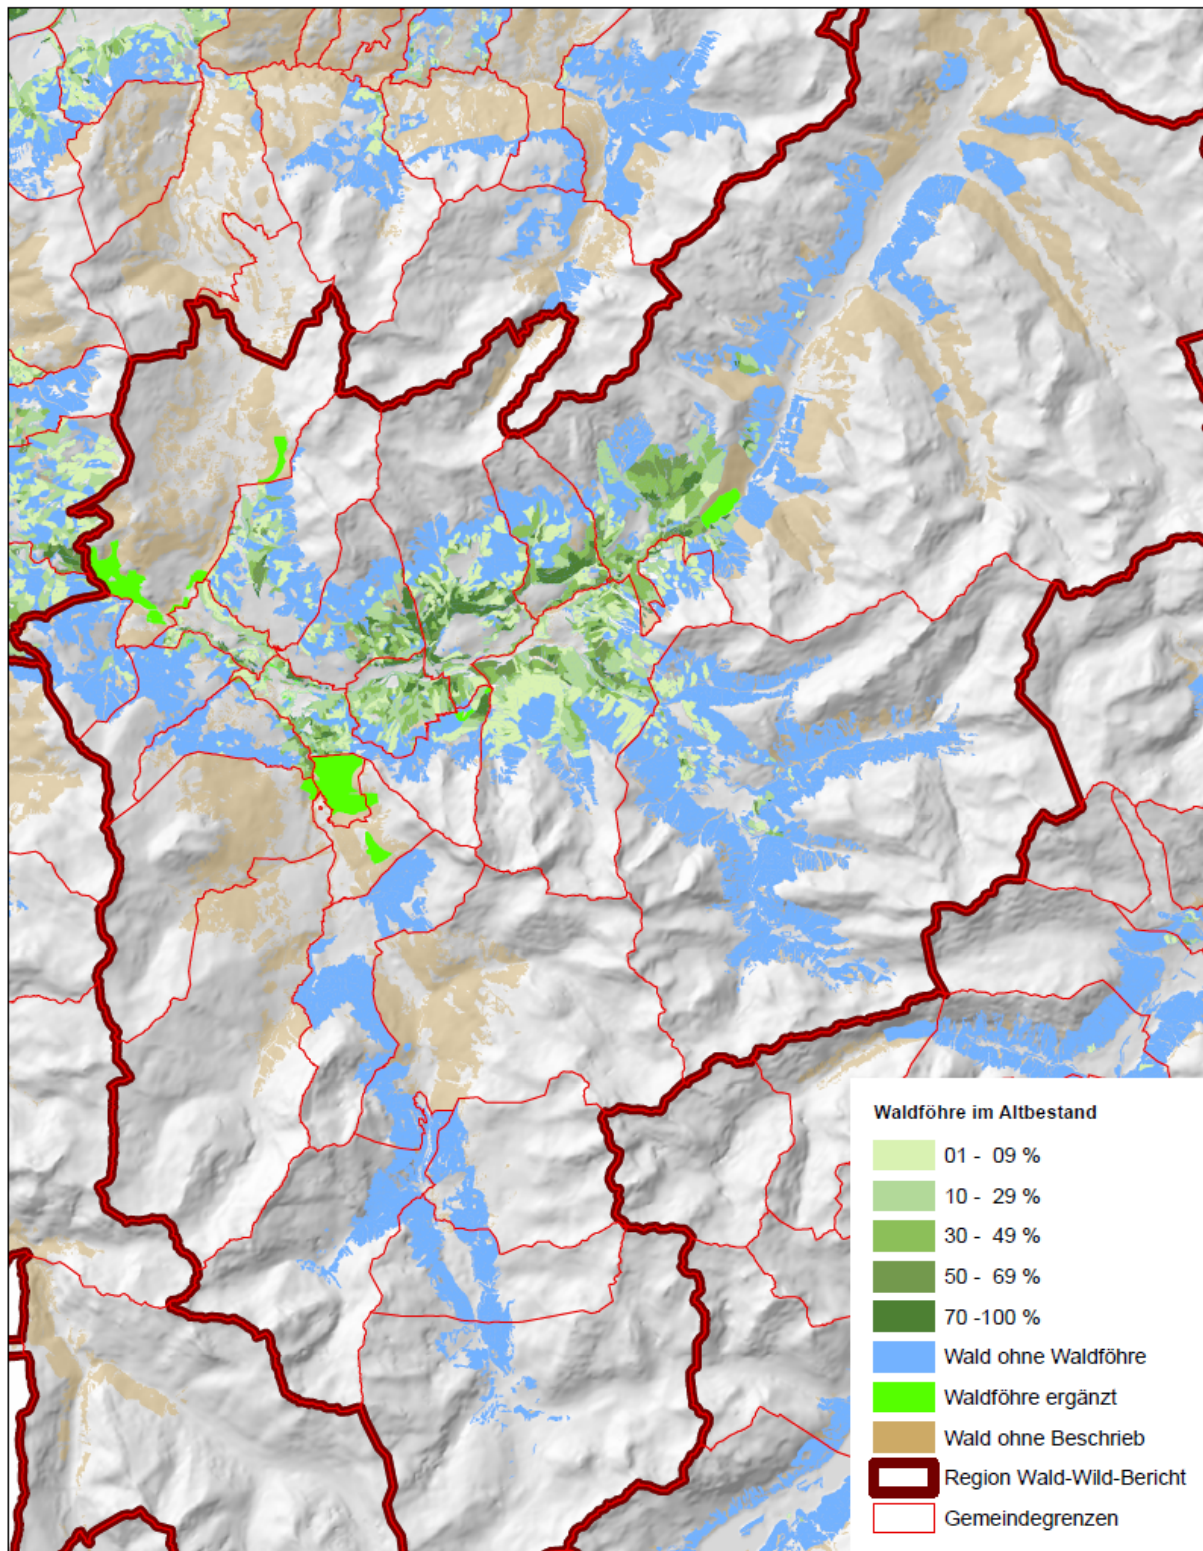 Waldföhre im Altbestand
01 - 09 %
10 - 29 %
30 - 49 %
50 - 69 %
70 -100 %
Wald ohne Waldföhre
Waldföhre ergänzt
Wald ohne Beschrieb
Region Wald-Wild-Bericht
Gemeindegrenzen